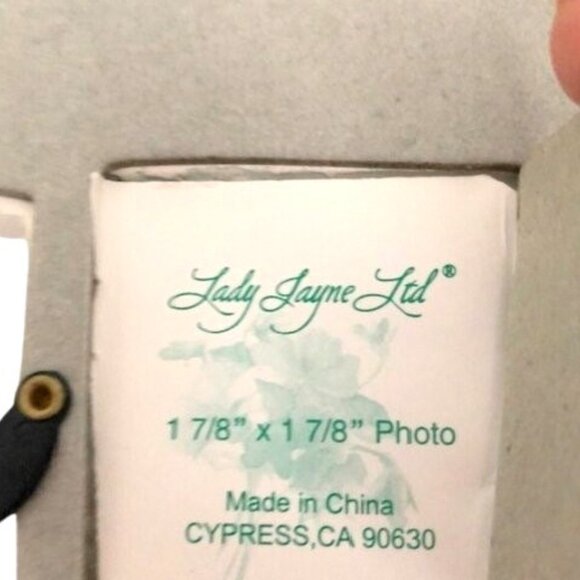 Lady Jayne Ltd®
1 7/8” x 1 7/8” Photo
Made in China
CYPRESS,CA 90630